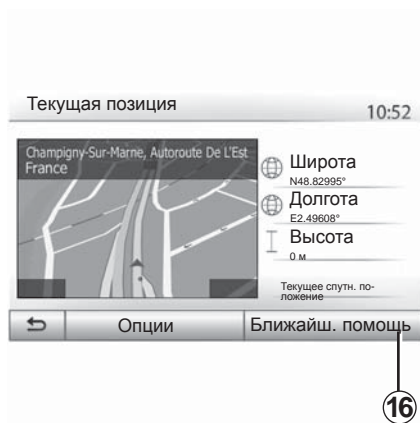 Текущая позиция
10:52
Champigny-Sur-Marne, Autoroute De L'Est
France
Широта
N48.82995°
Долгота
E2.49608°
Высота
0 м
Текущее спутн. по-
ложение
Опции
Ближайш. помощь
16